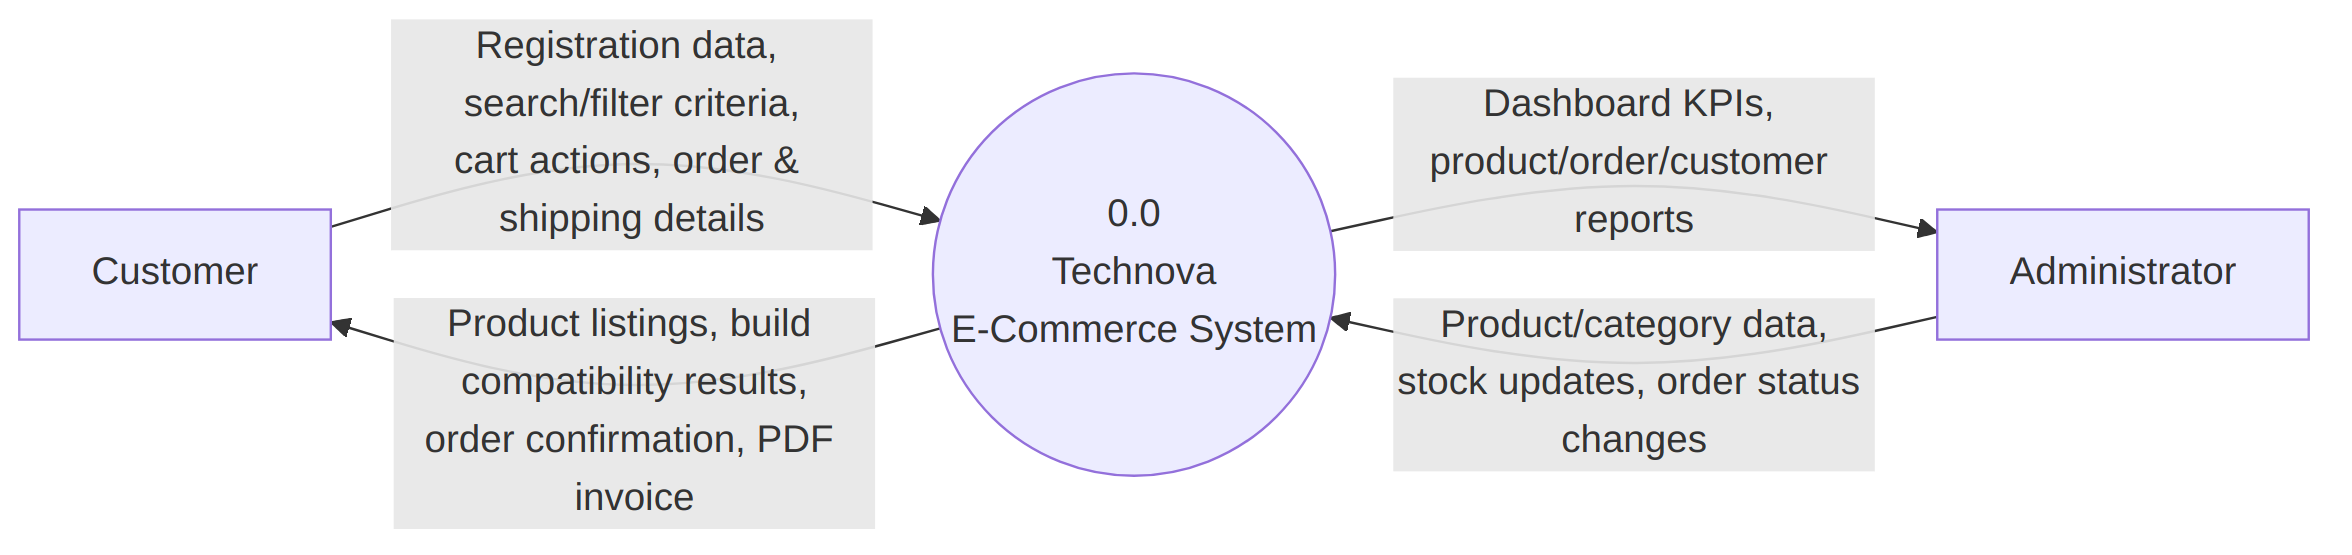 Customer
Registration data,
search/filter criteria,
cart actions, order &
shipping details
Product listings, build
compatibility results,
order confirmation, PDF
invoice
0.0
Technova
E-Commerce System
Dashboard KPIs,
product/order/customer
reports
Product/category data,
stock updates, order status
changes
Administrator